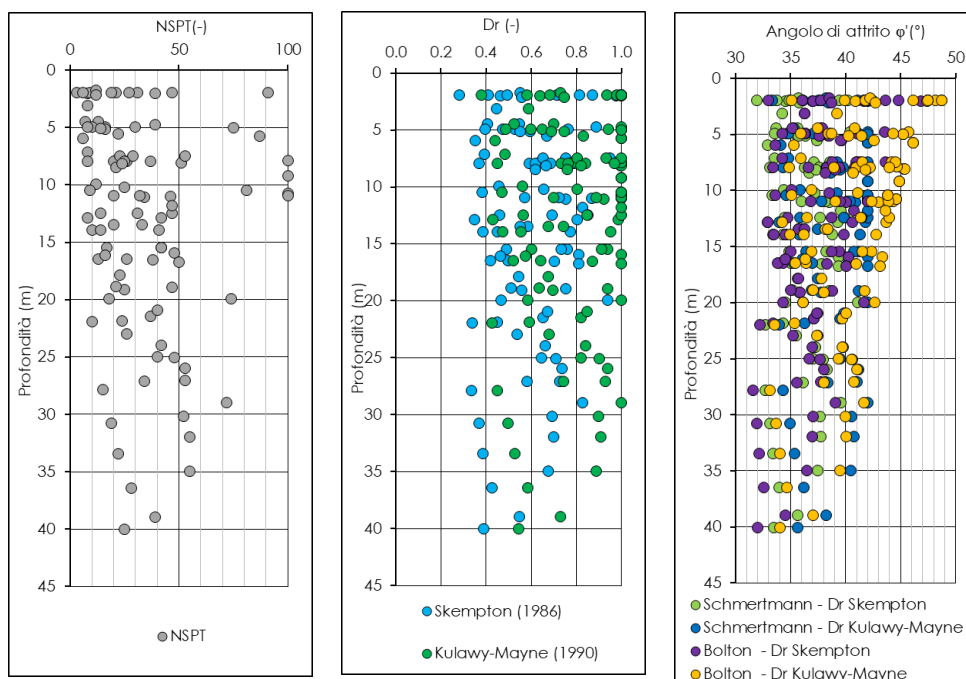 NSPT(-)
0 50 100
0
5
10
15
20
25
30
35
40
45
Profondità (m)
NSPT
Dr (-)
0.0 0.2 0.4 0.6 0.8 1.0
0
5
10
15
20
25
30
35
40
45
Profondità (m)
Skempton (1986)
Kulawy-Mayne (1990)
Angolo di attrito φ'(°)
30 35 40 45 50
0
5
10
15
20
25
30
35
40
45
Profondità (m)
Schmertmann - Dr Skempton
Schmertmann - Dr Kulawy-Mayne
Bolton - Dr Skempton
Bolton - Dr Kulawy-Mayne